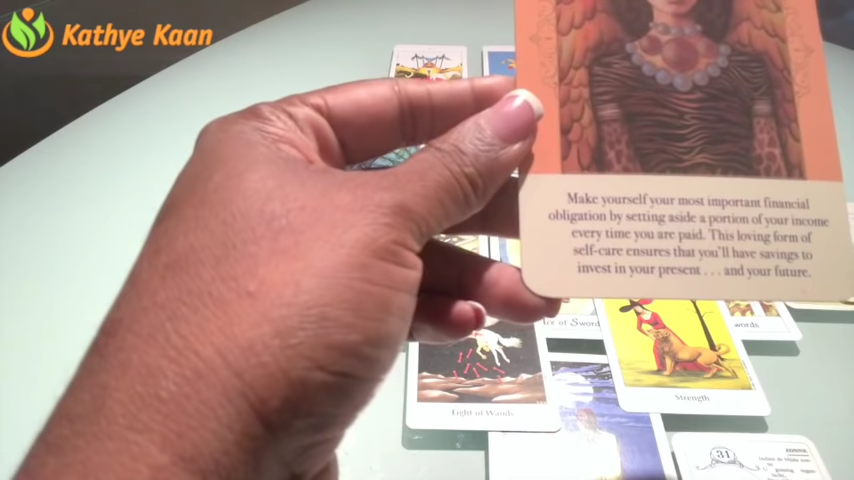 Kathye Kaan
Make yourself your most important financial
obligation by setting aside a portion of your income
every time you are paid. This loving form of
self-care ensures that you'll have savings to
invest in your present . . . and your future.
of Sword
words
Eight of Wands
Strength
31